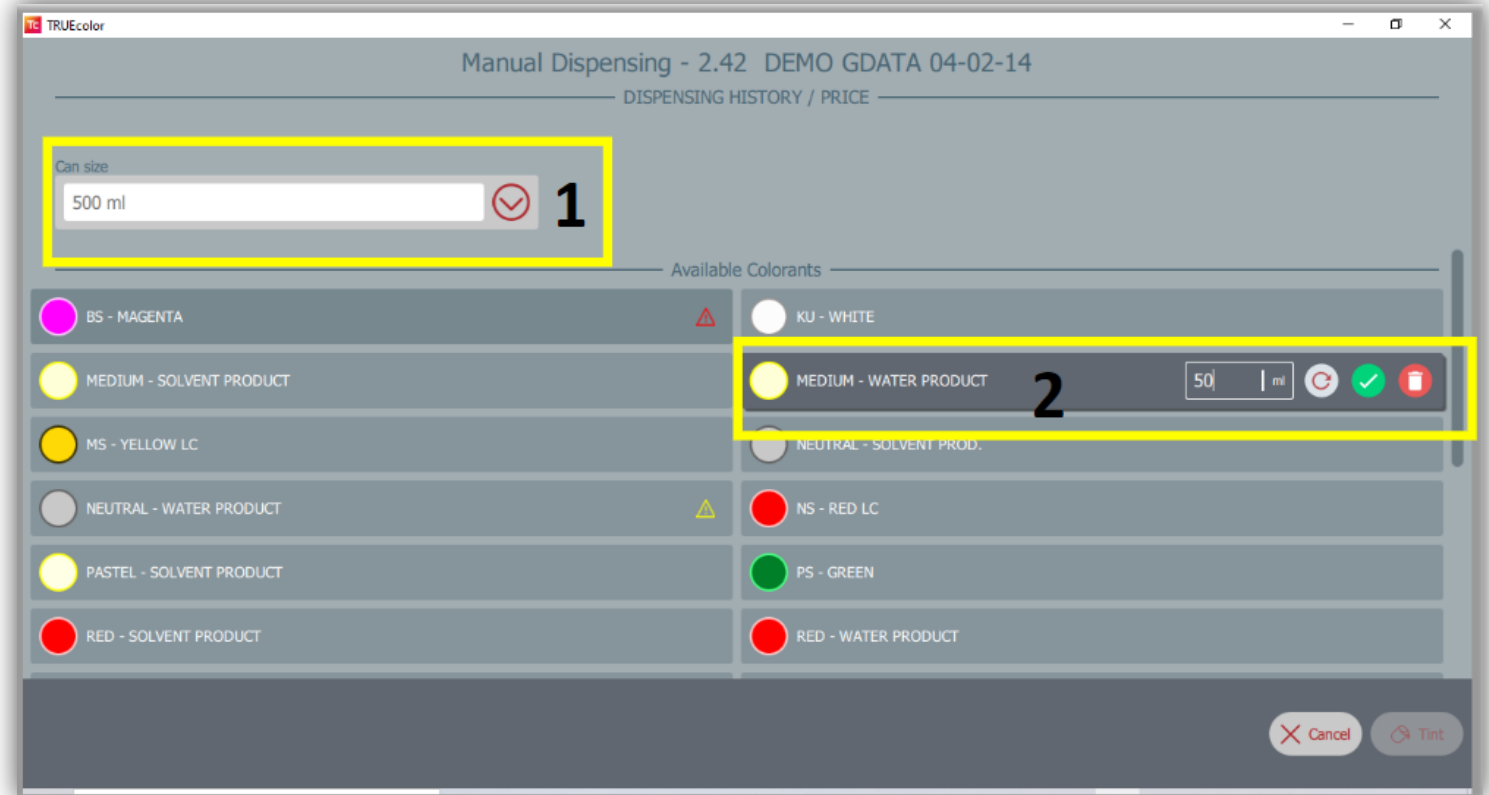 Tc TRUEcolor
Manual Dispensing - 2.42 DEMO GDATA 04-02-14
DISPENSING HISTORY / PRICE
Can size
500 ml
1
Available Colorants
BS - MAGENTA
KU - WHITE
MEDIUM - SOLVENT PRODUCT
MEDIUM - WATER PRODUCT
2
50 ml
MS - YELLOW LC
NEUTRAL - SOLVENT PROD.
NEUTRAL - WATER PRODUCT
NS - RED LC
PASTEL - SOLVENT PRODUCT
PS - GREEN
RED - SOLVENT PRODUCT
RED - WATER PRODUCT
Cancel
Tint